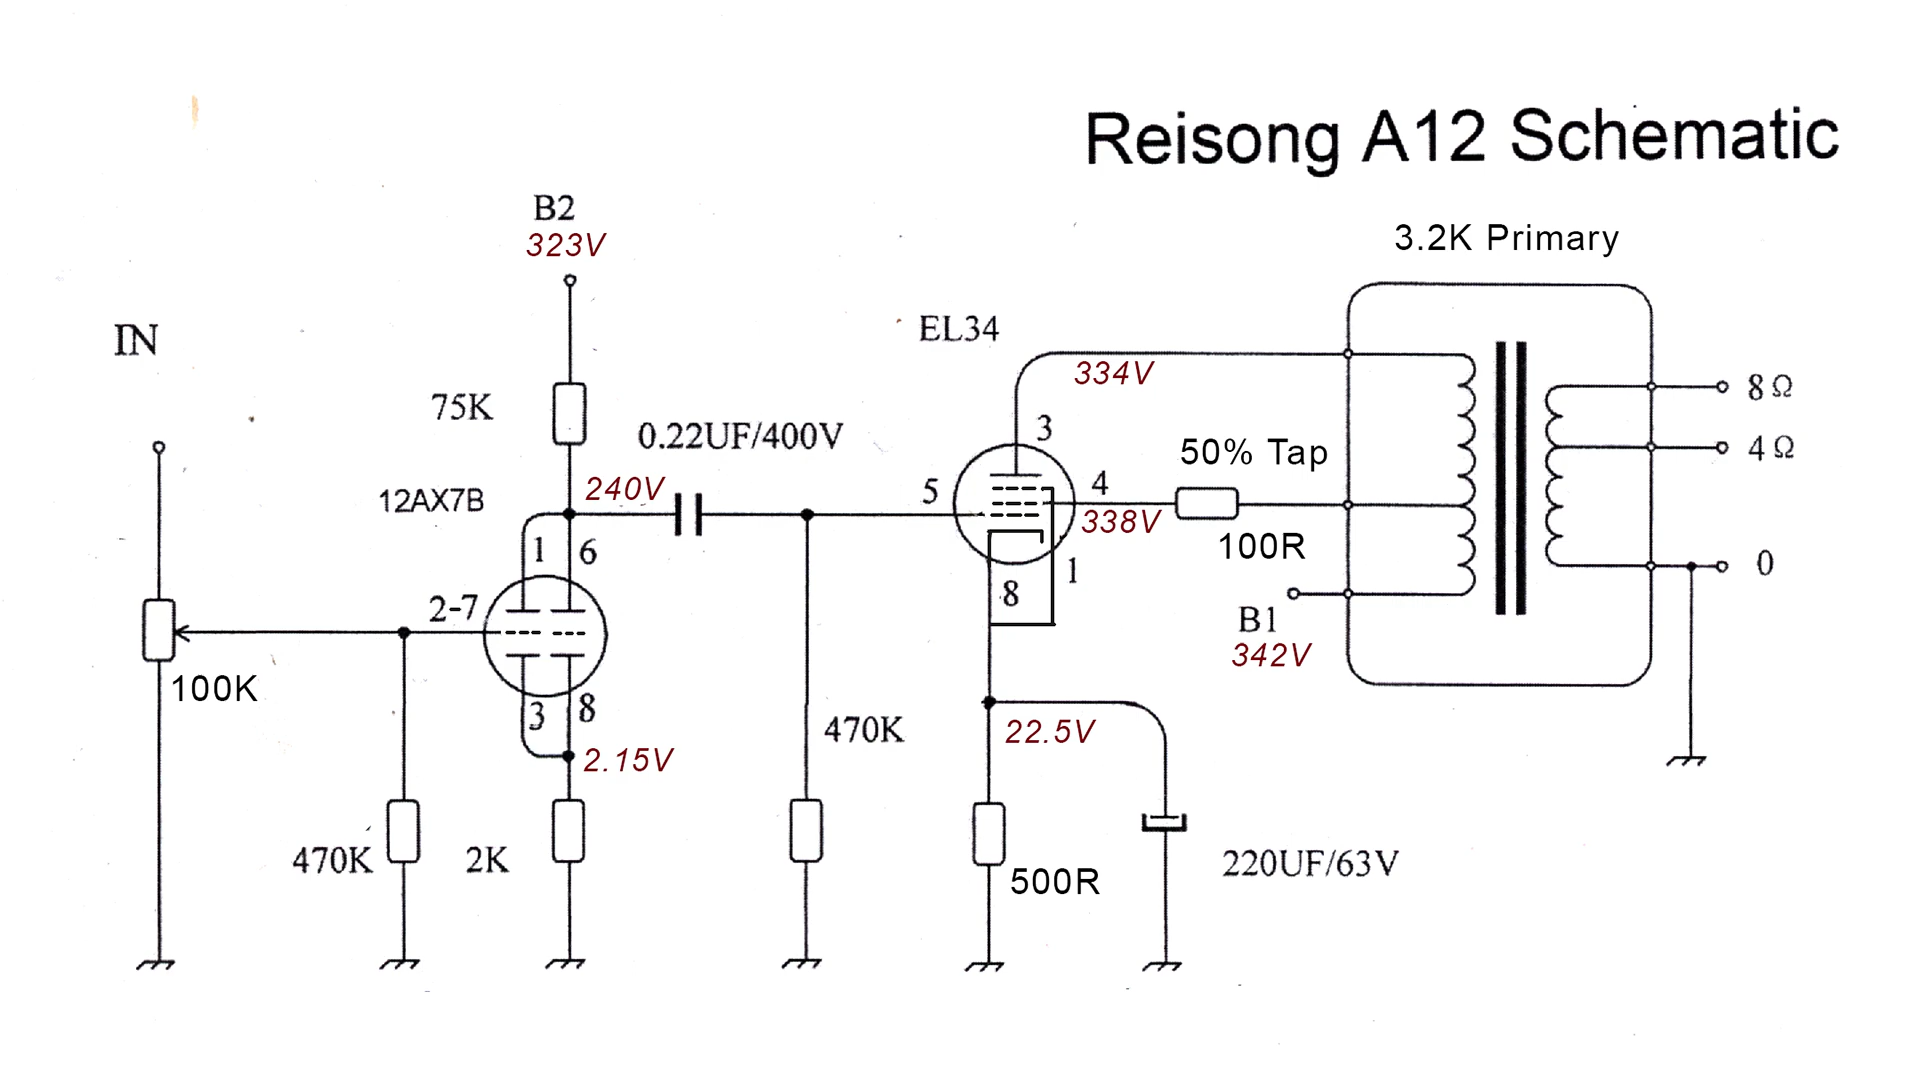 Reisong A12 Schematic
B2
323V
3.2K Primary
IN
EL34
334V
75K
8Ω
0.22UF/400V
3
50% Tap
4Ω
12AX7B
240V
5
4
338V
100R
1
6
1
8
0
2-7
B1
342V
100K
3
8
2.15V
470K
22.5V
470K
2K
500R
220UF/63V